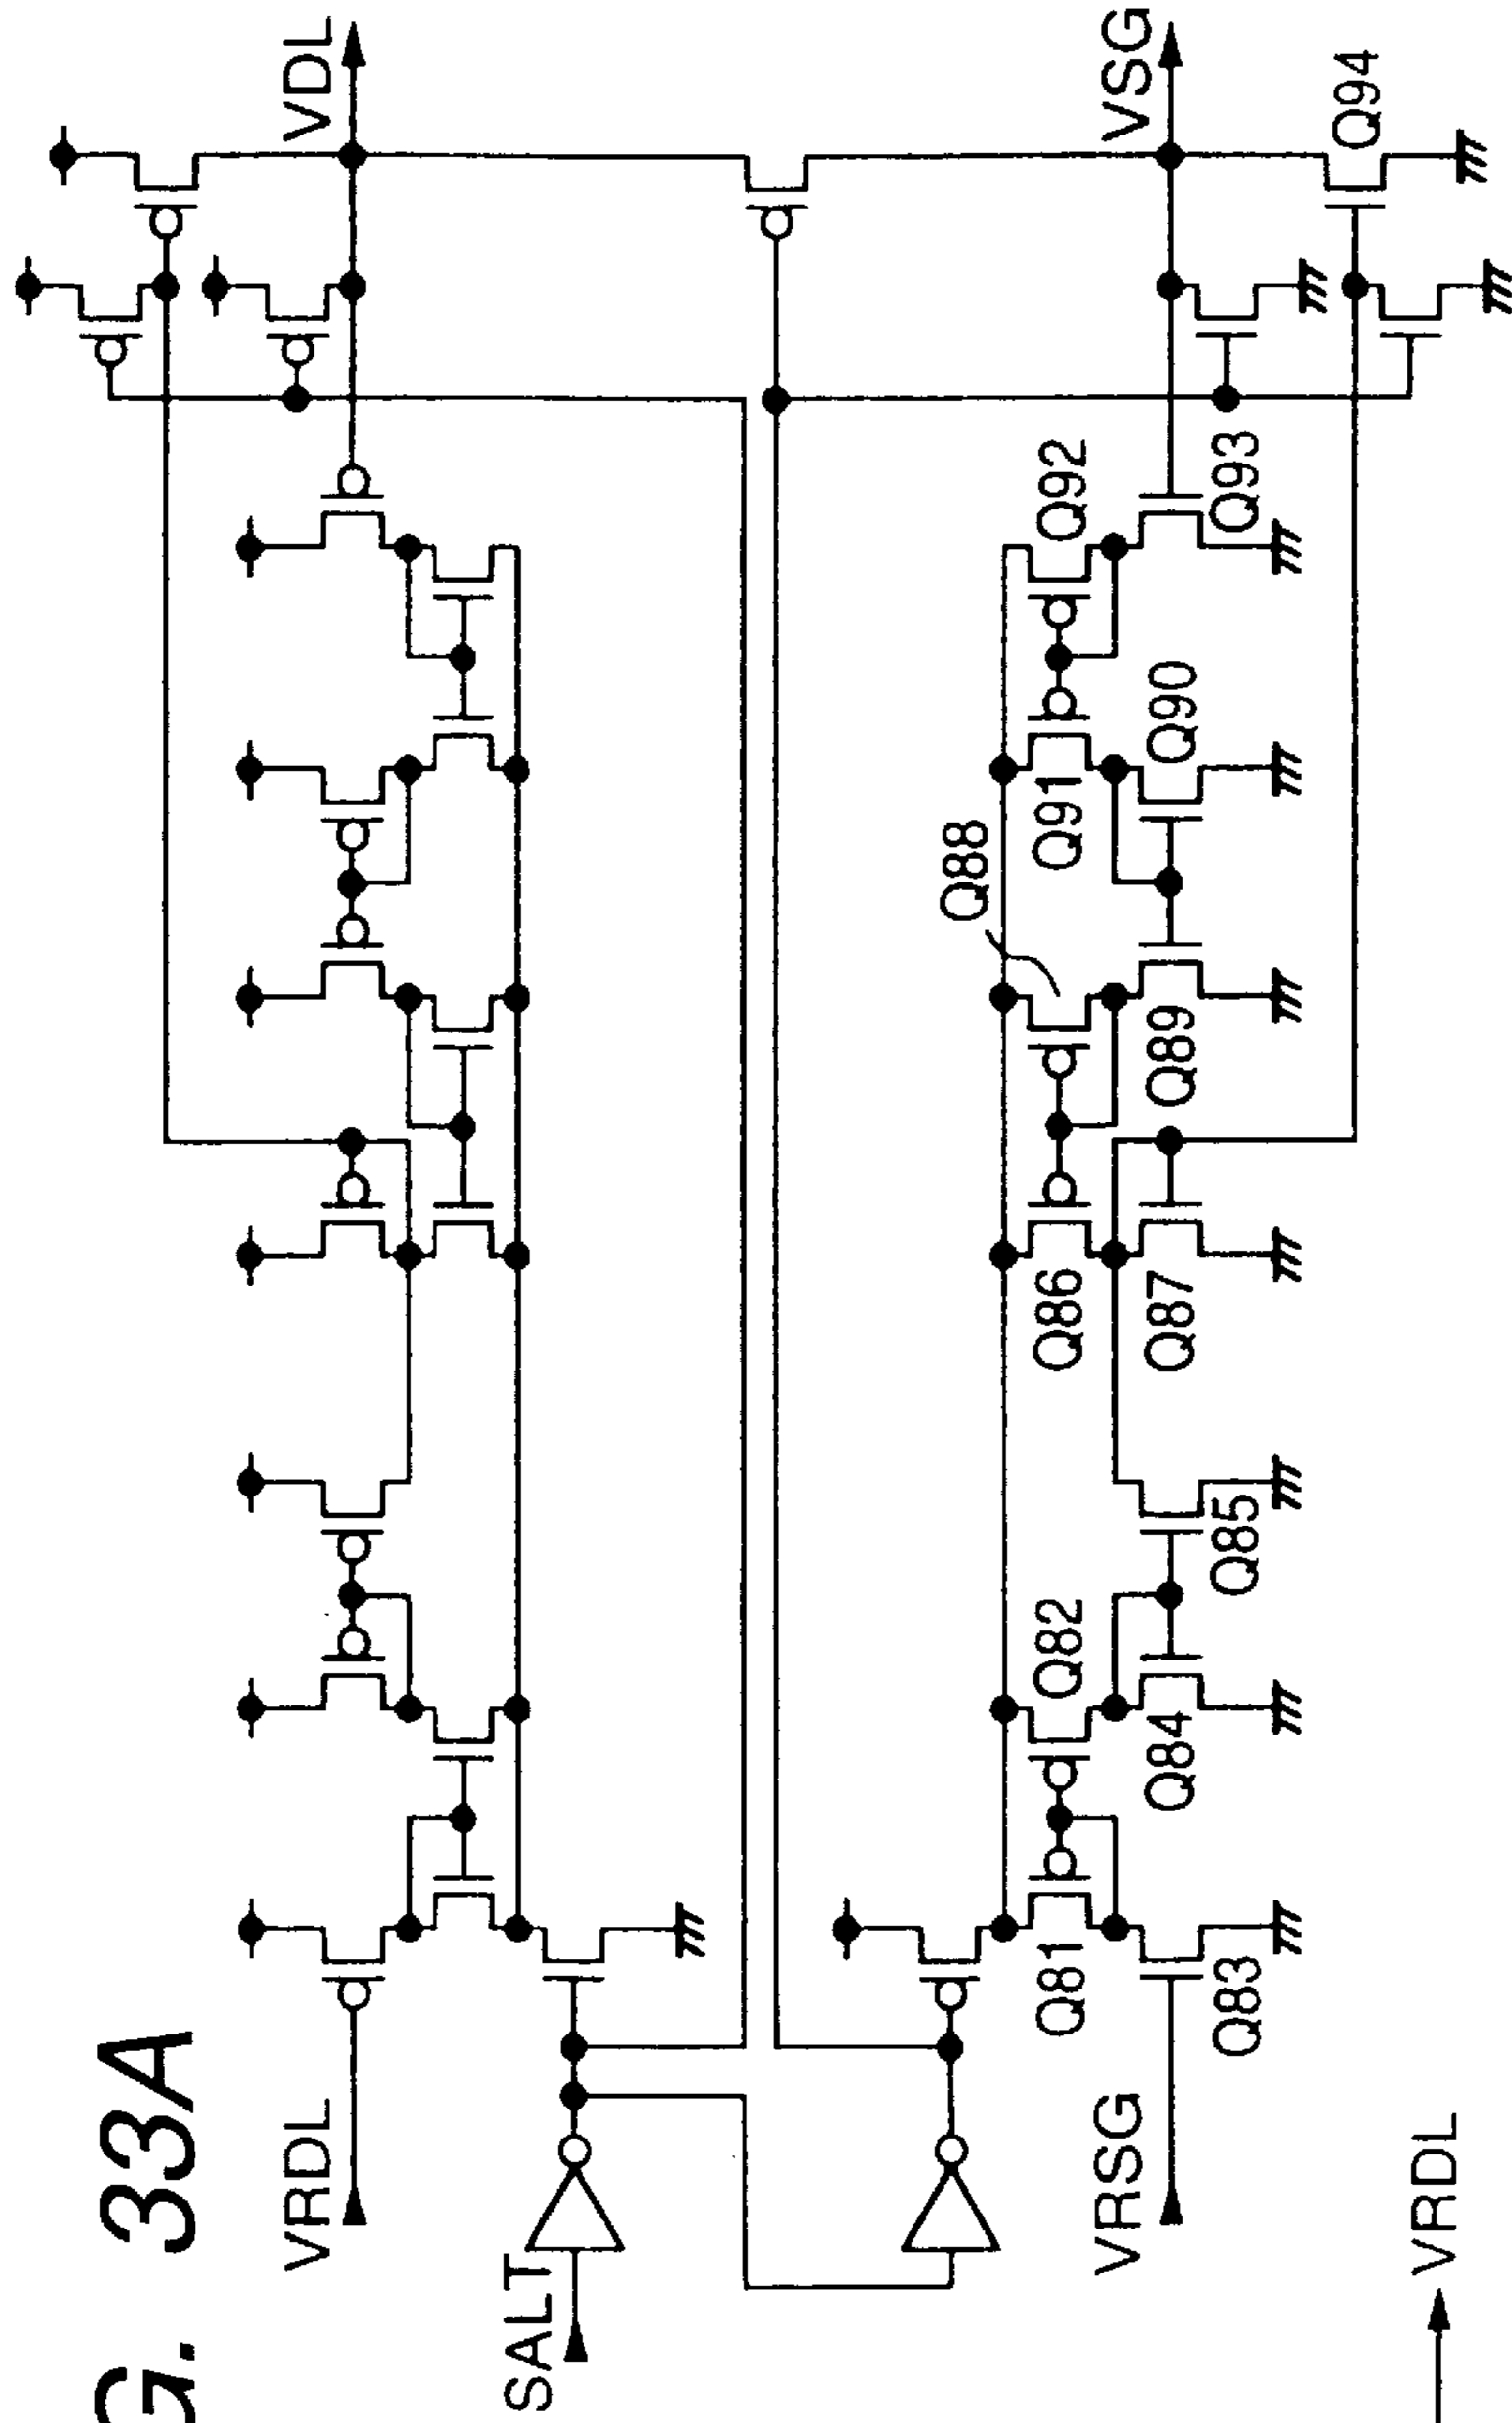 G. 33A
VRDL
VDL
SALT
Q88
Q92
Q91
Q90
Q86
Q82
Q81
VSG
Q93
Q89
Q87
Q84
Q85
Q83
VRSG
Q94
VRDL